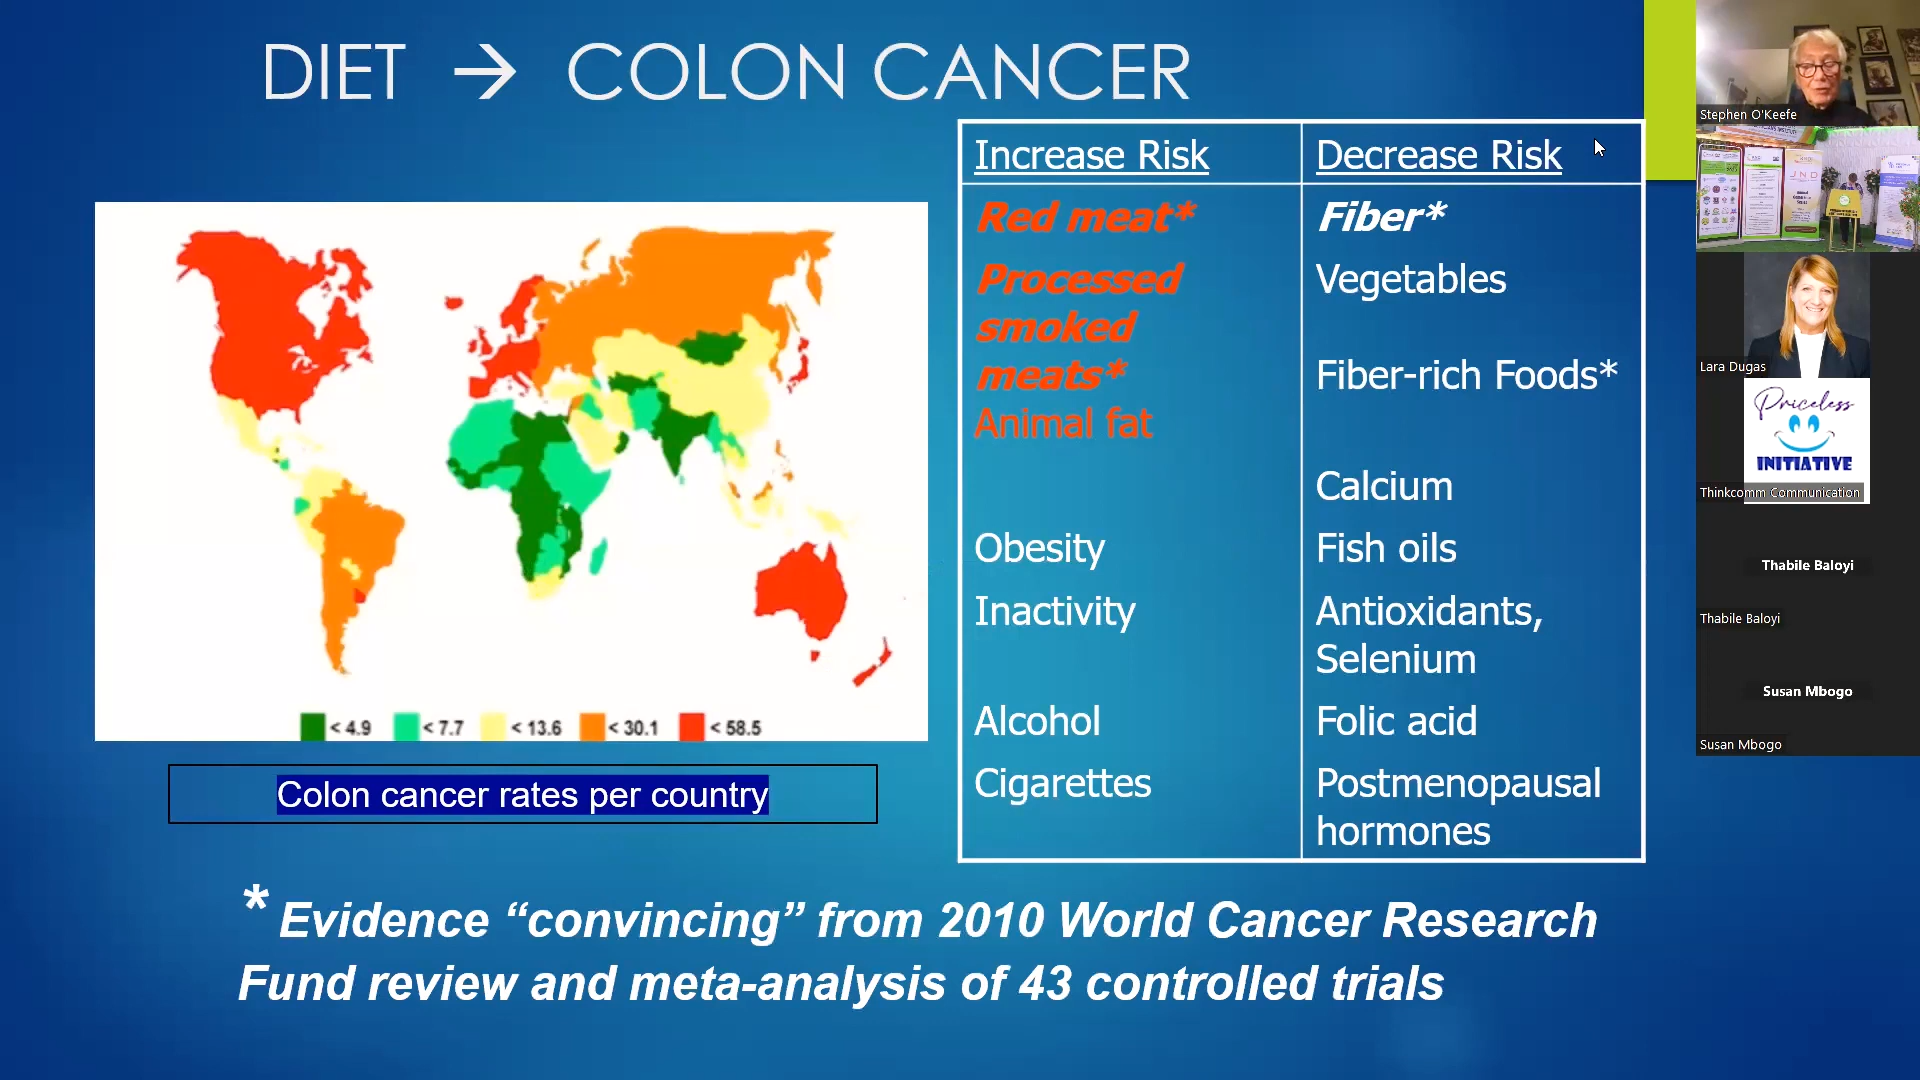 DIET → COLON CANCER
Increase Risk
Decrease Risk
Red meat*
Fiber*
Processed
smoked
meats*
Animal fat
Vegetables
Fiber-rich Foods*
Calcium
Obesity
Fish oils
Inactivity
Antioxidants,
Selenium
Alcohol
Folic acid
Cigarettes
Postmenopausal
hormones
< 4.9
< 7.7
< 13.6
< 30.1
< 58.5
Colon cancer rates per country
* Evidence “convincing” from 2010 World Cancer Research
Fund review and meta-analysis of 43 controlled trials
Stephen O'Keefe
JND
Lara Dugas
Priceless
INITIATIVE
Thinkcomm Communication
Thabile Baloyi
Thabile Baloyi
Susan Mbogo
Susan Mbogo